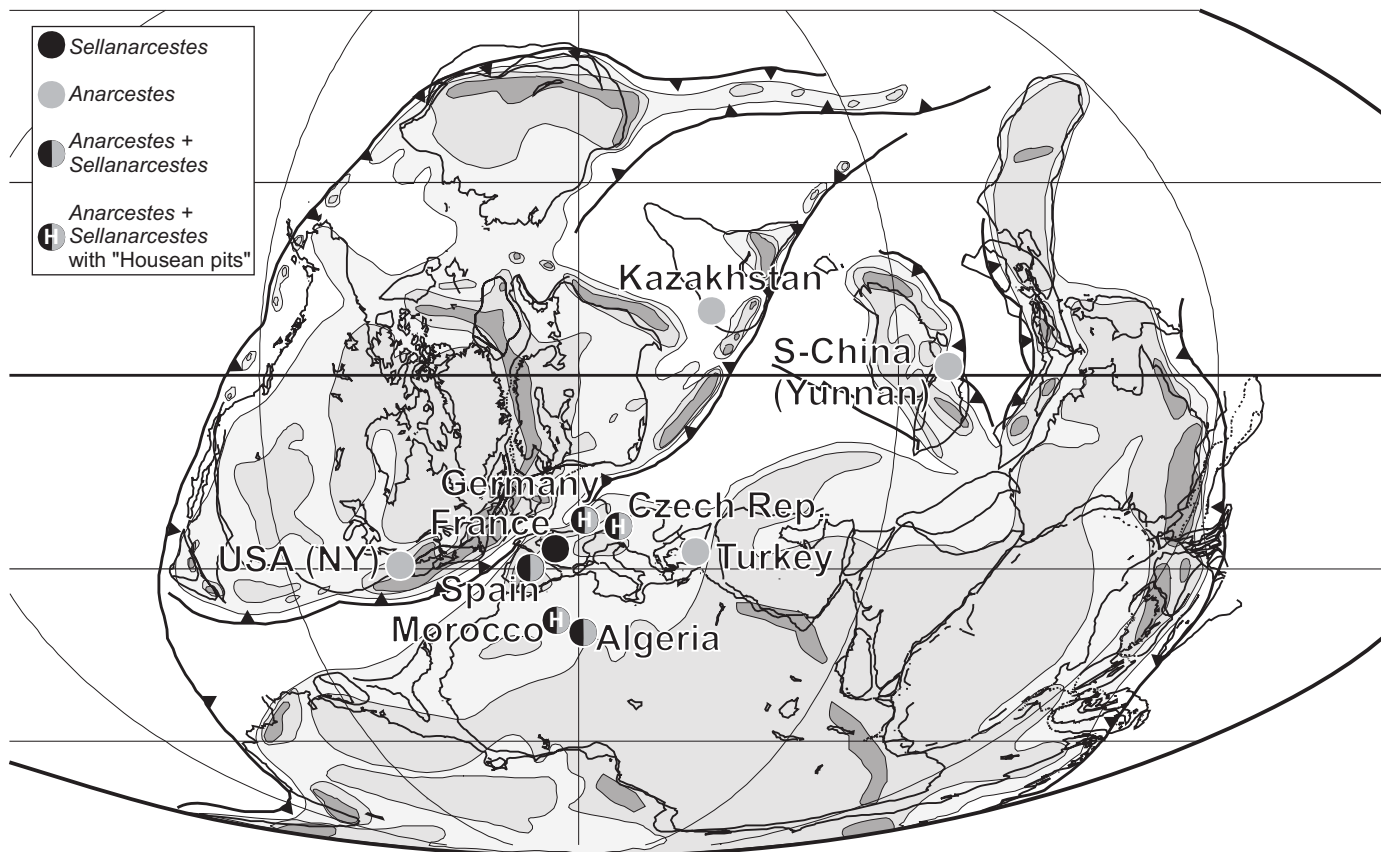 Sellanarcestes
Anarcestes
Anarcestes +
Sellanarcestes
Anarcestes +
Sellanarcestes
with "Housean pits"
H
Kazakhstan
S-China
(Yunnan)
Germany
H
Czech Rep.
H
France
USA (NY)
Turkey
Spain
Morocco
H
Algeria